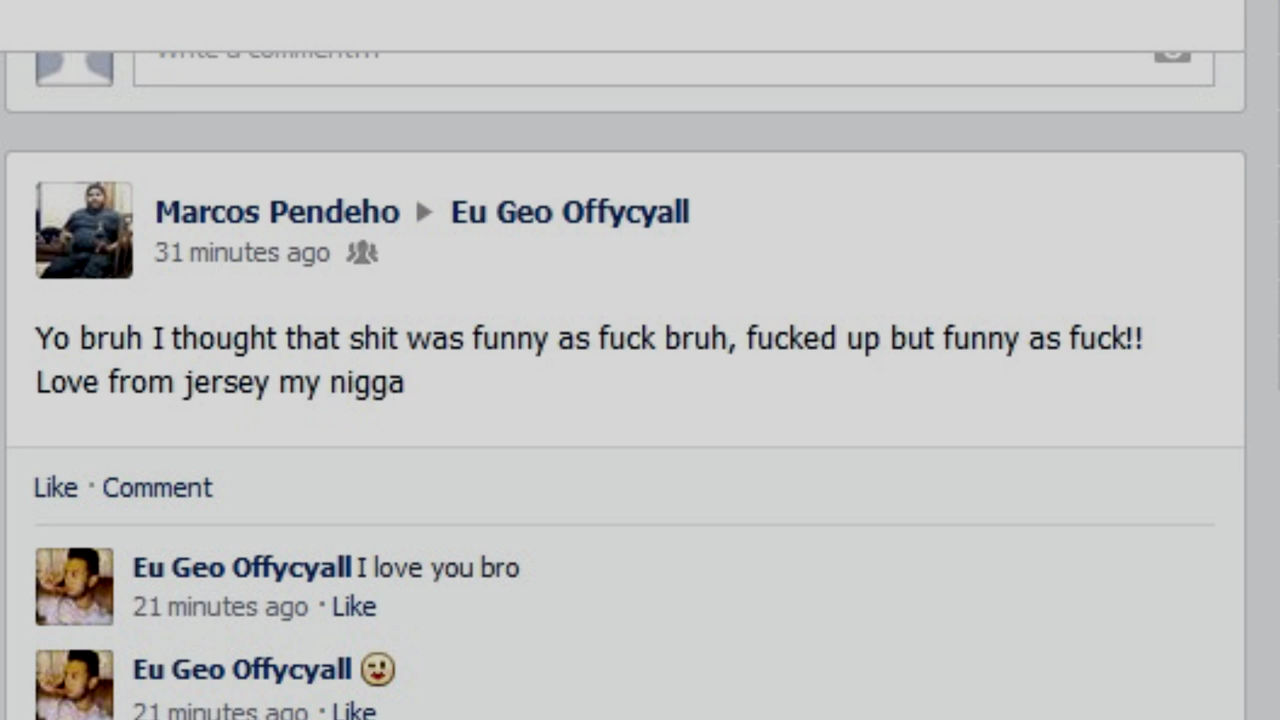 Write a comment...
Marcos Pendeho Eu Geo Offycyall
31 minutes ago
Yo bruh I thought that shit was funny as fuck bruh, fucked up but funny as fuck!!
Love from jersey my nigga
Like · Comment
Eu Geo Offycyall I love you bro
21 minutes ago · Like
Eu Geo Offycyall
21 minutes ago · Like